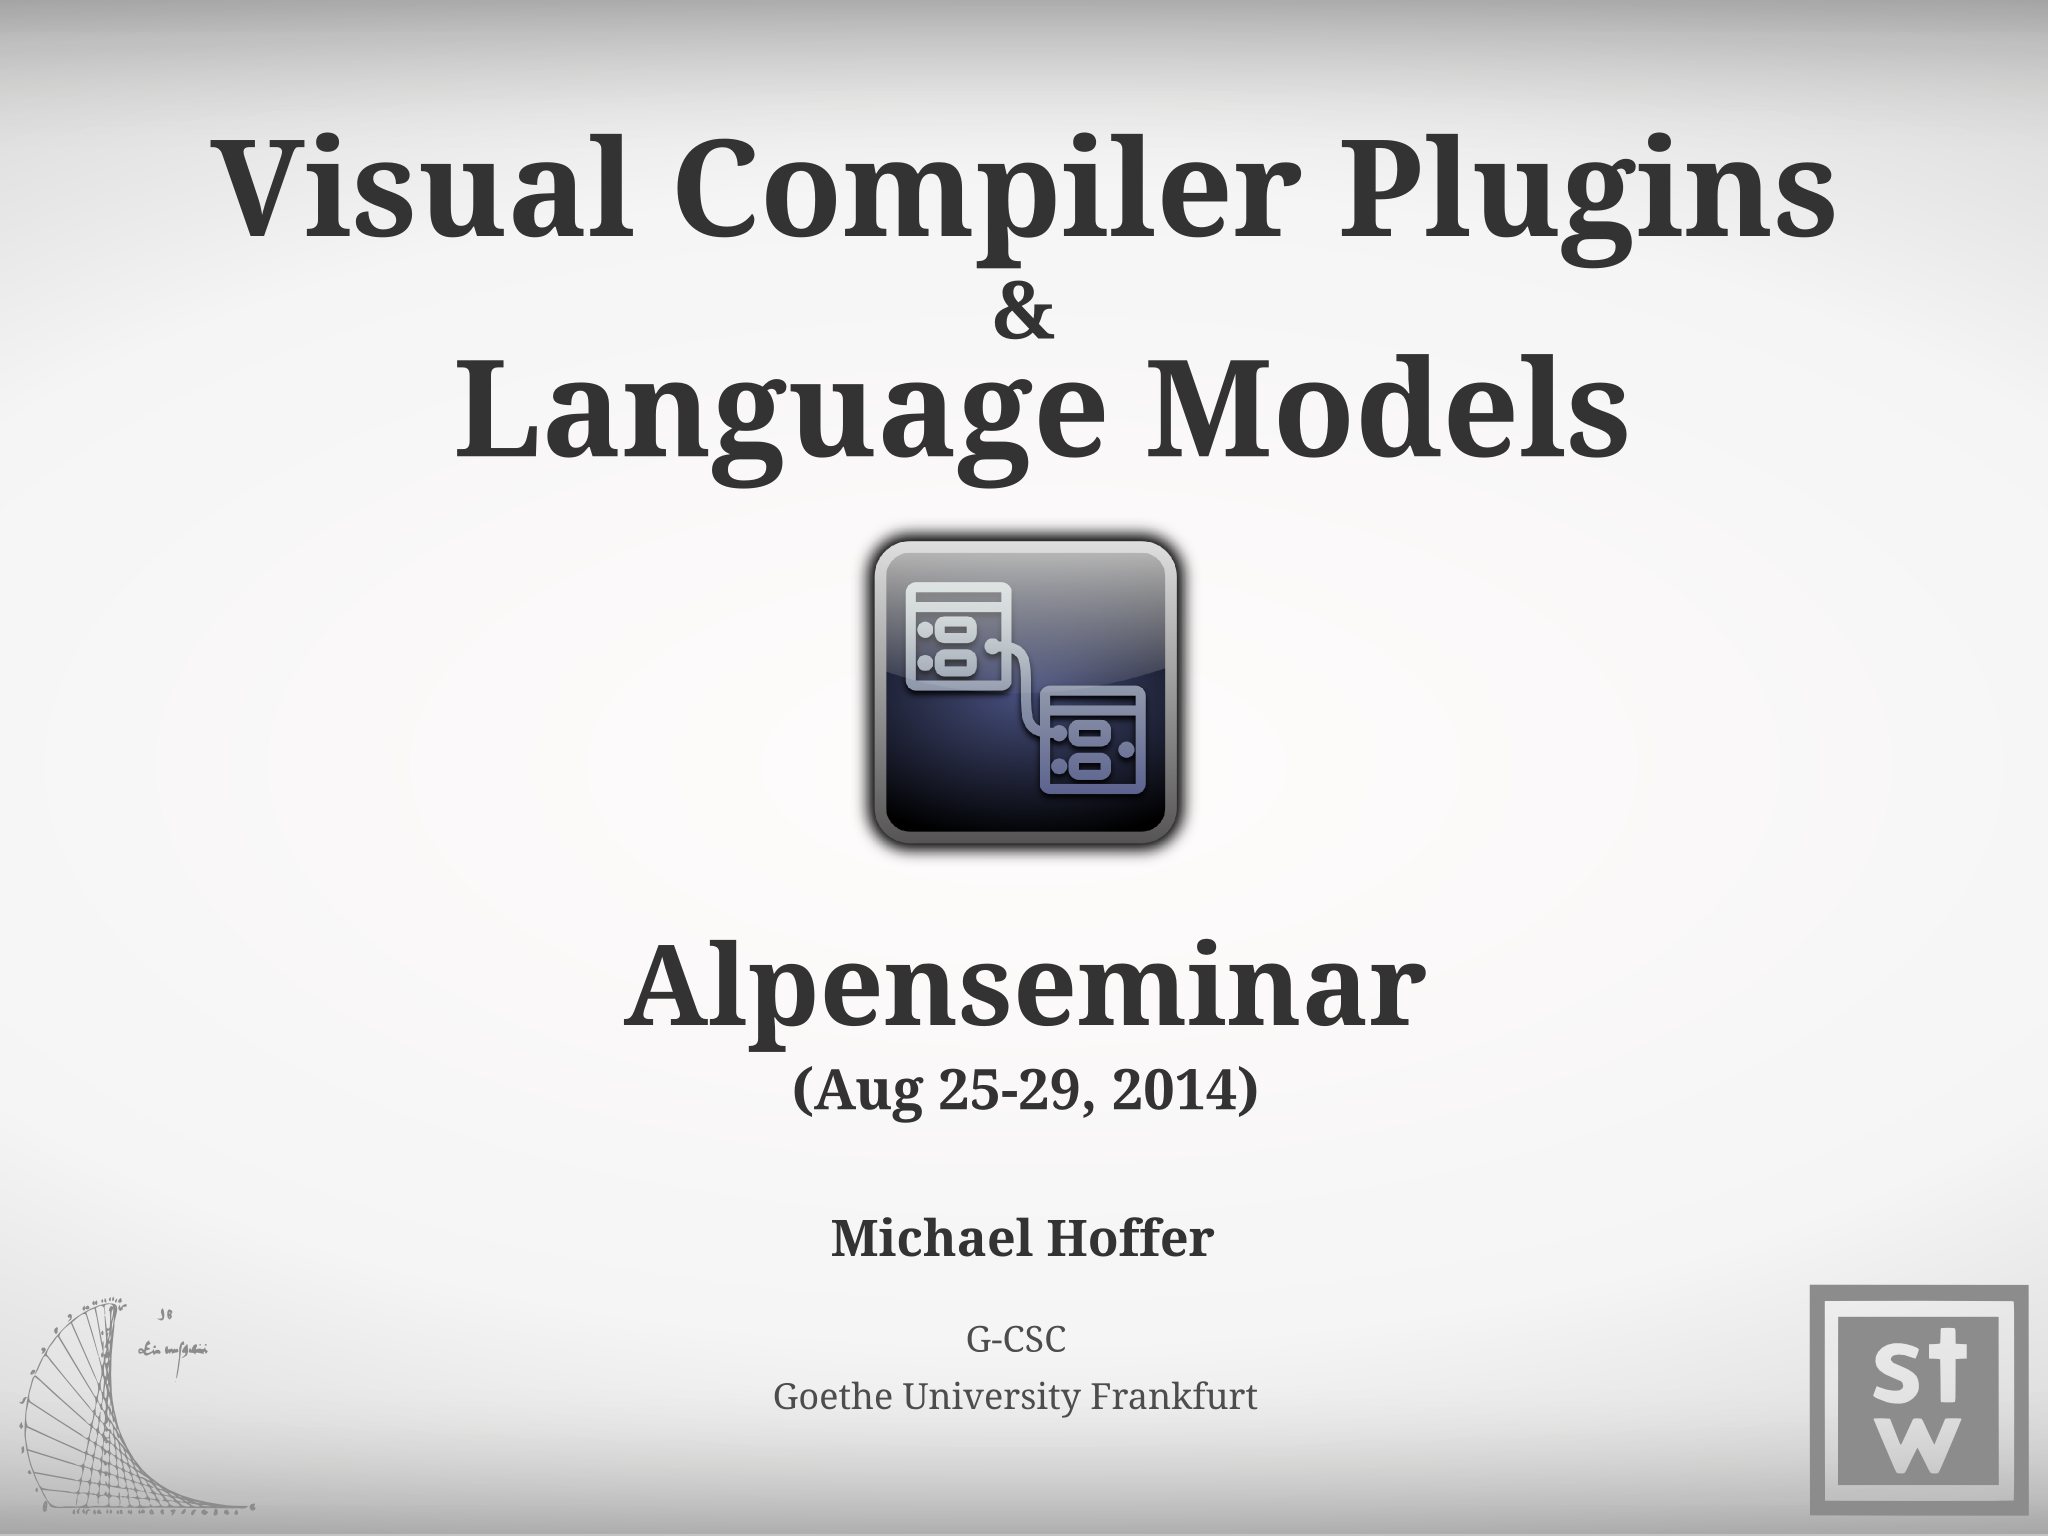 Visual Compiler Plugins
&
Language Models
Alpenseminar
(Aug 25-29, 2014)
Michael Hoffer
G-CSC
Goethe University Frankfurt
st
w